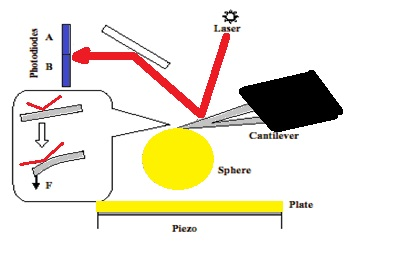 Laser
Photodiodes
A
B
Cantilever
F
Sphere
Plate
Piezo